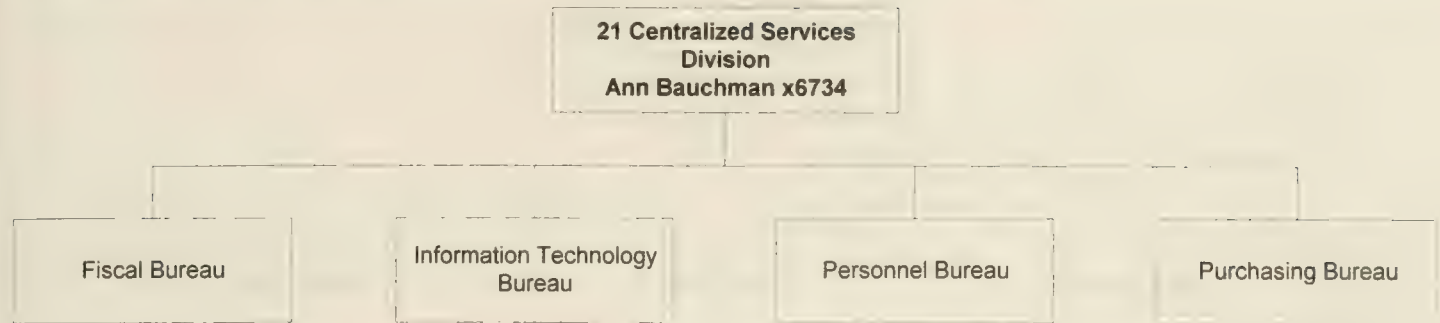 21 Centralized Services
Division
Ann Bauchman x6734
Fiscal Bureau
Information Technology
Bureau
Personnel Bureau
Purchasing Bureau